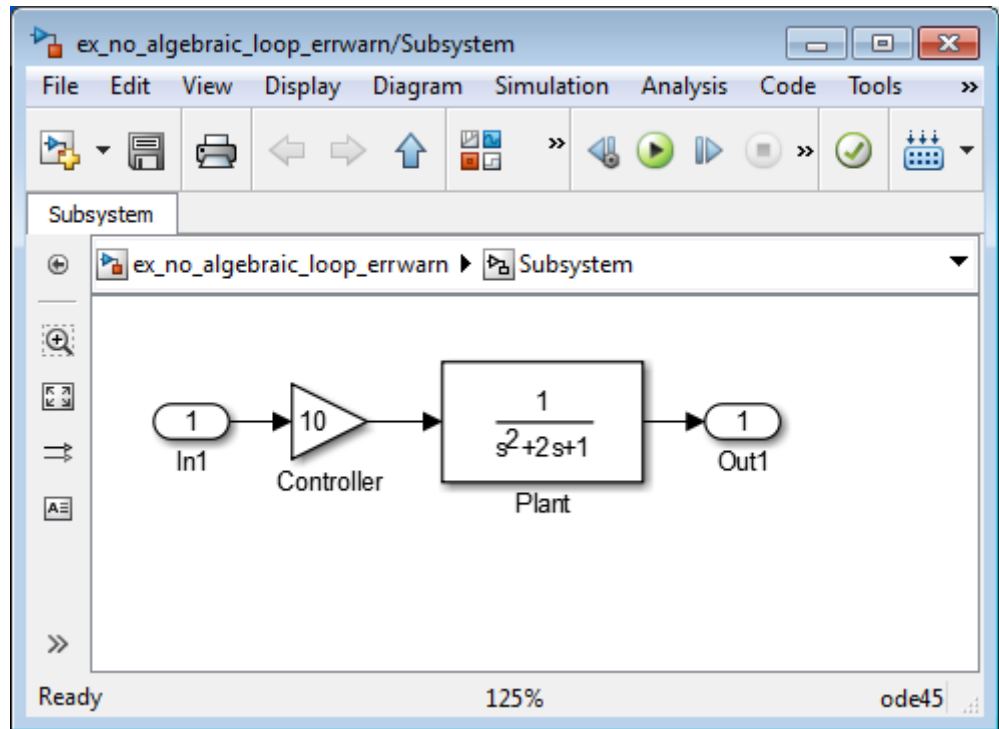 ex_no_algebraic_loop_errwarn/Subsystem
File Edit View Display Diagram Simulation Analysis Code Tools »
» »
Subsystem
ex_no_algebraic_loop_errwarn Subsystem
1 10 1 1
s²+2s+1
In1 Controller Plant Out1
A
»
Ready 125% ode45